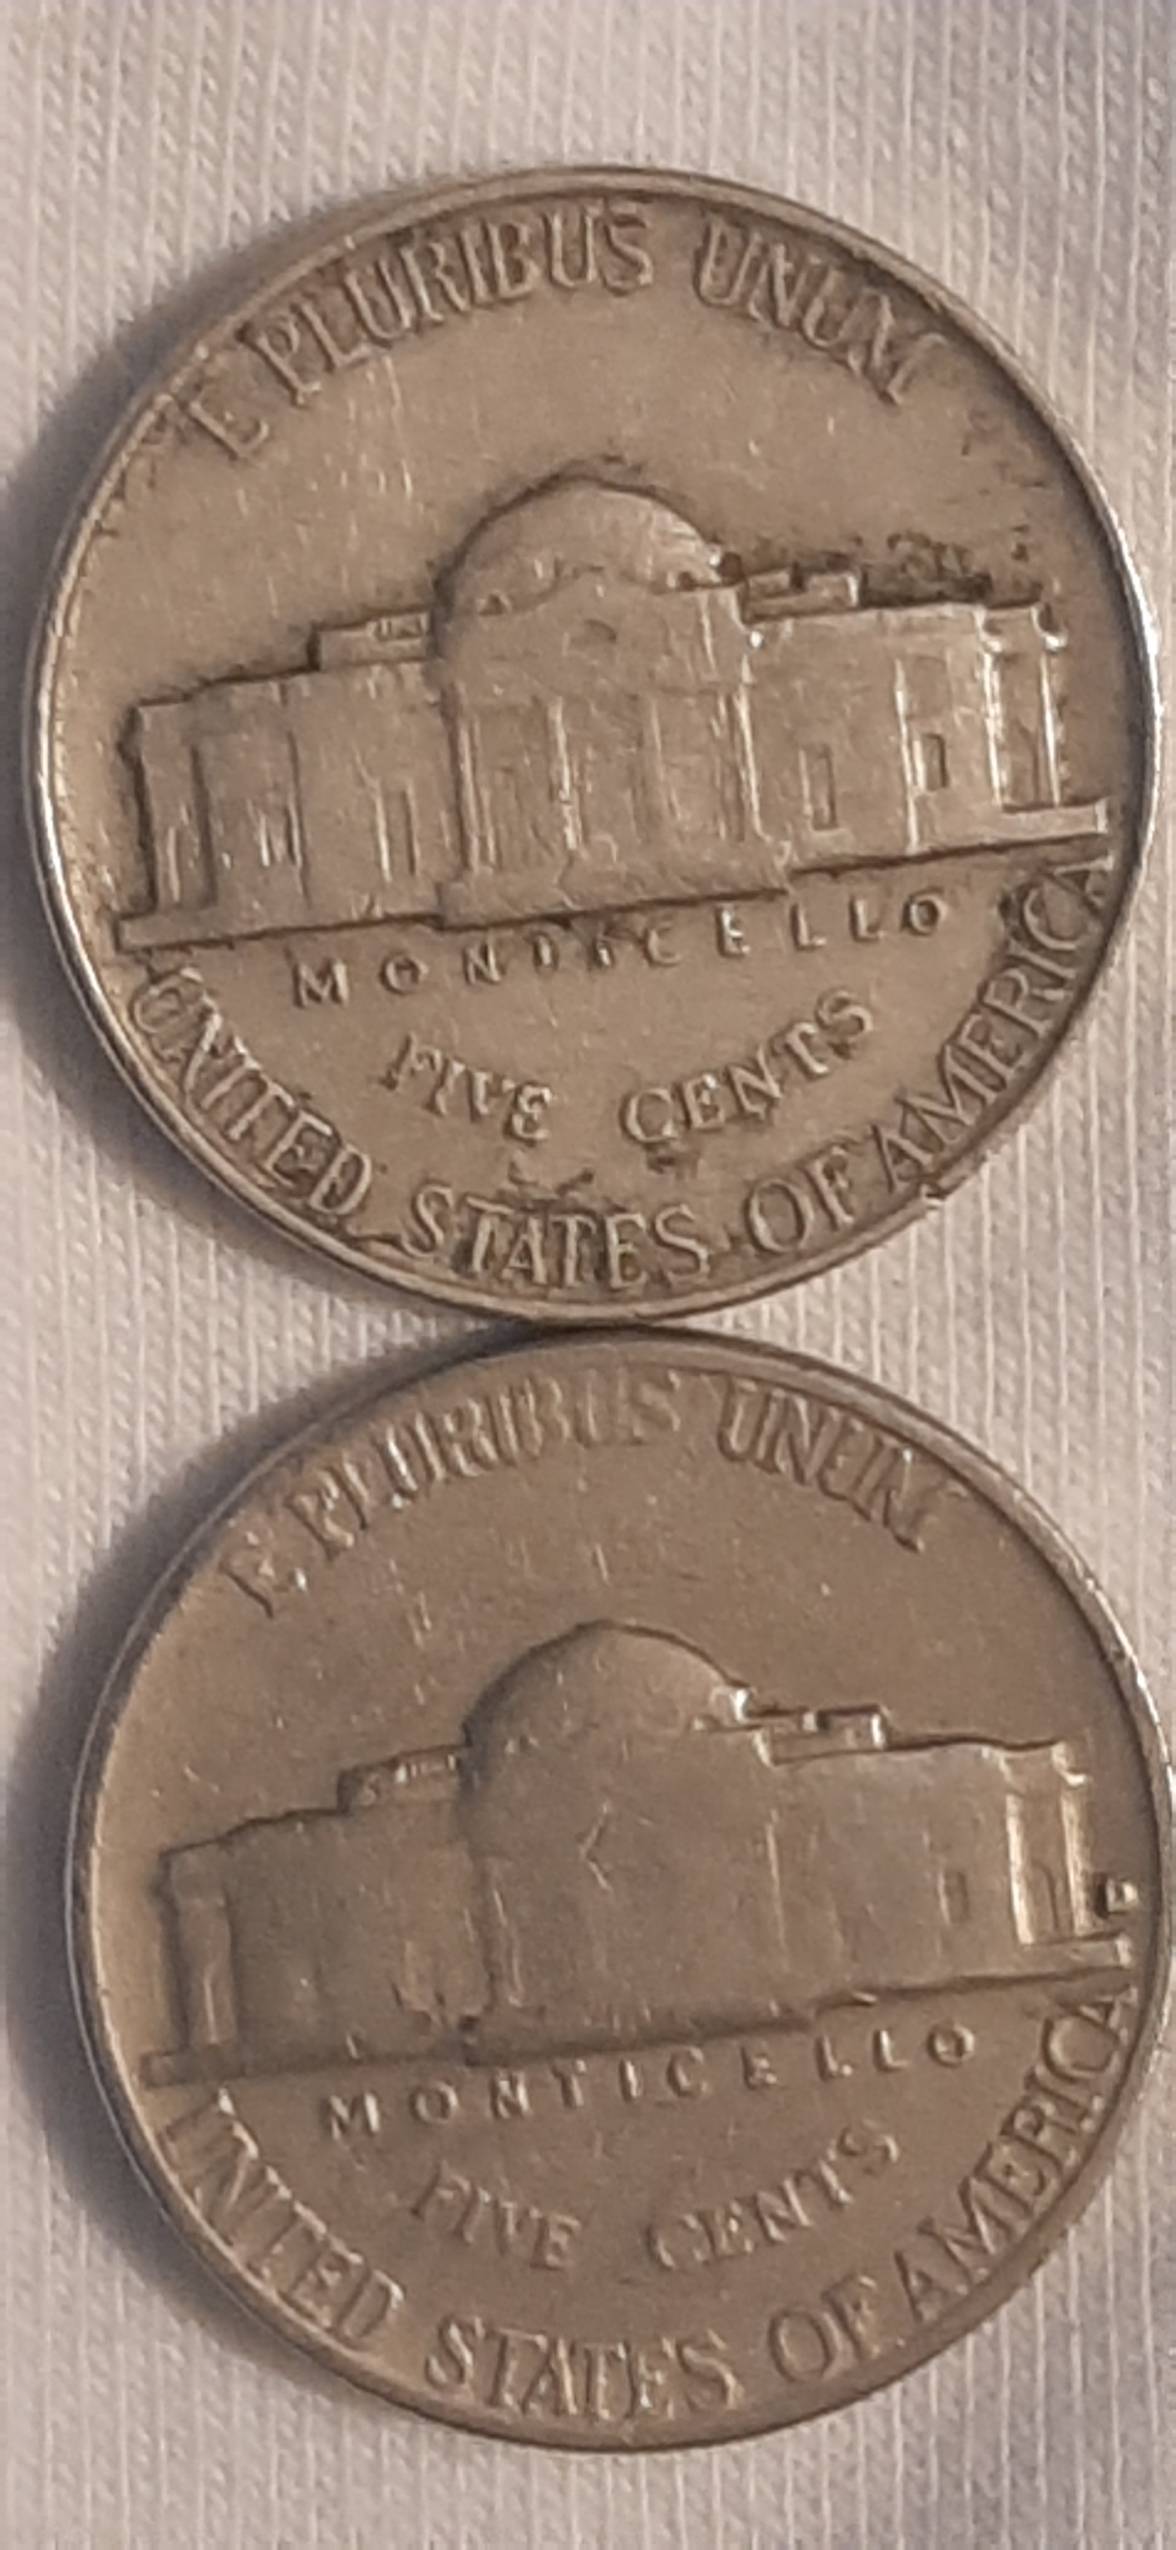 E PLURIBUS UNUM
MONTICELLO
FIVE CENTS
UNITED STATES OF AMERICA
E PLURIBUS UNUM
D
MONTICELLO
FIVE CENTS
UNITED STATES OF AMERICA